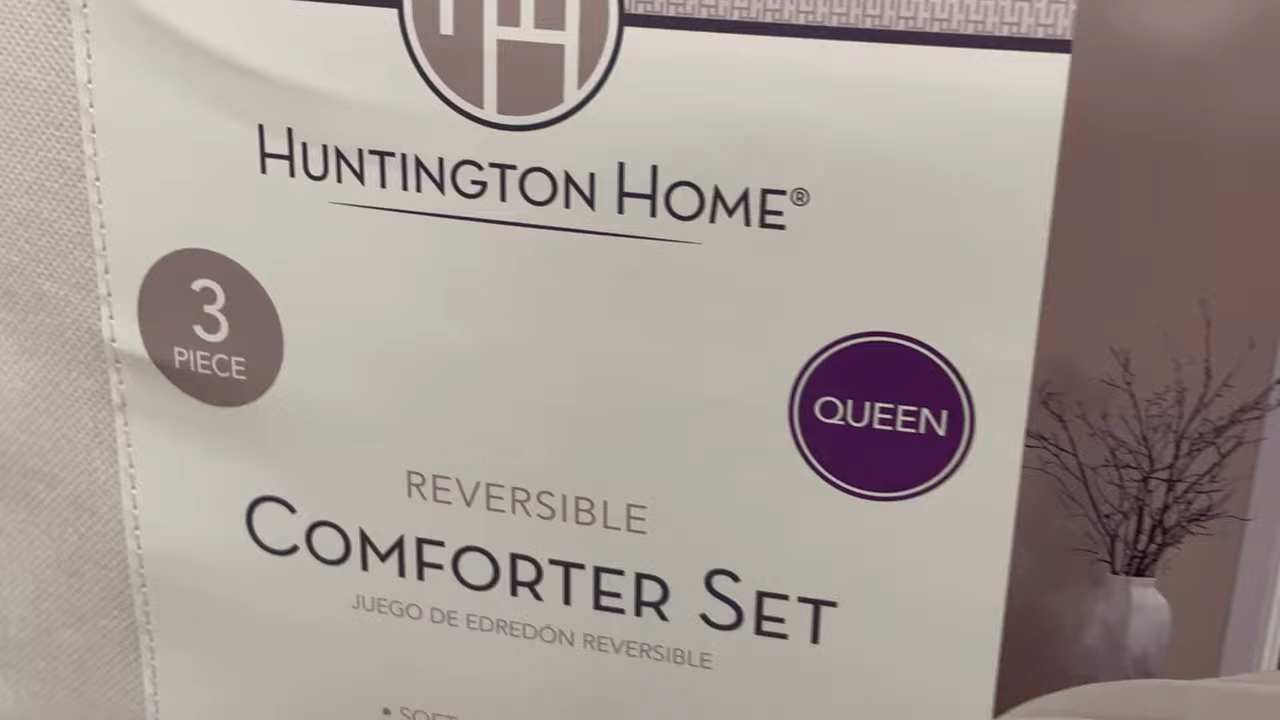 HUNTINGTON HOME®
3
PIECE
QUEEN
REVERSIBLE
COMFORTER SET
JUEGO DE EDREDÓN REVERSIBLE